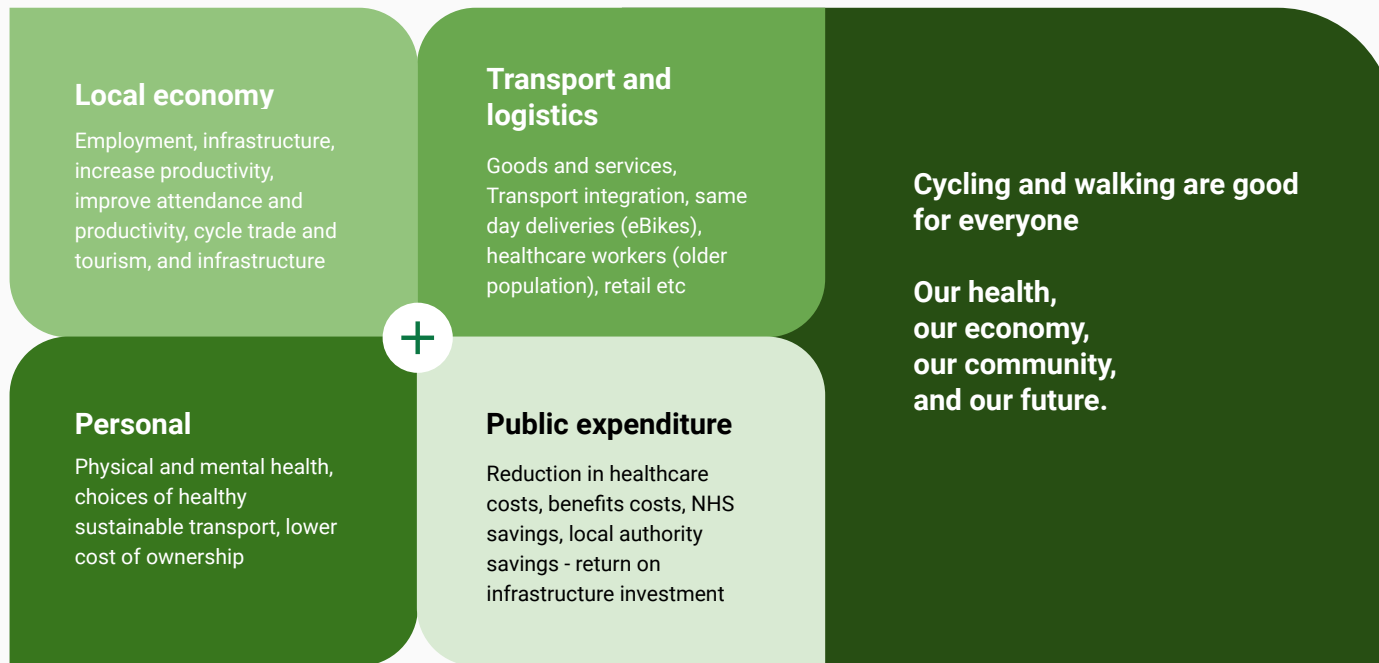 Local economy
Employment, infrastructure,
increase productivity,
improve attendance and
productivity, cycle trade and
tourism, and infrastructure
Transport and
logistics
Goods and services,
Transport integration, same
day deliveries (eBikes),
healthcare workers (older
population), retail etc
Personal
Physical and mental health,
choices of healthy
sustainable transport, lower
cost of ownership
Public expenditure
Reduction in healthcare
costs, benefits costs, NHS
savings, local authority
savings - return on
infrastructure investment
Cycling and walking are good
for everyone
Our health,
our economy,
our community,
and our future.